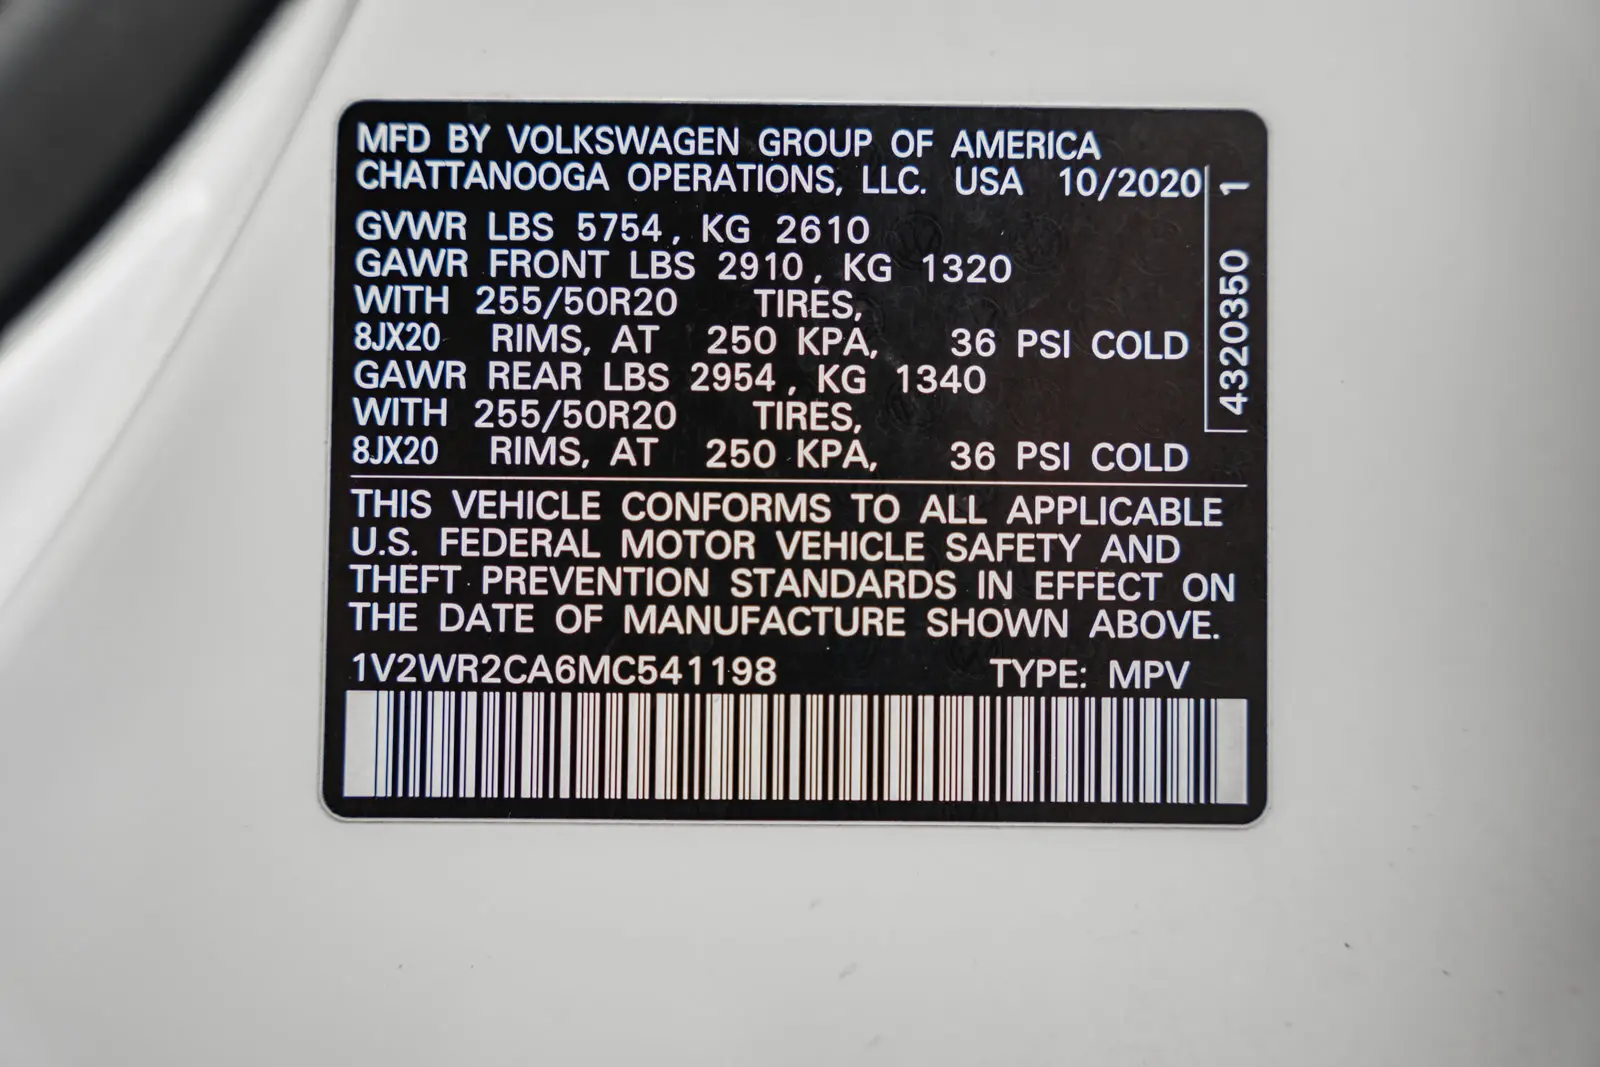 MFD BY VOLKSWAGEN GROUP OF AMERICA
CHATTANOOGA OPERATIONS, LLC. USA 10/2020
GVWR LBS 5754, KG 2610
GAWR FRONT LBS 2910, KG 1320
WITH 255/50R20 TIRES,
8JX20 RIMS, AT 250 KPA, 36 PSI COLD
GAWR REAR LBS 2954, KG 1340
WITH 255/50R20 TIRES,
8JX20 RIMS, AT 250 KPA, 36 PSI COLD
4320350 1
THIS VEHICLE CONFORMS TO ALL APPLICABLE
U.S. FEDERAL MOTOR VEHICLE SAFETY AND
THEFT PREVENTION STANDARDS IN EFFECT ON
THE DATE OF MANUFACTURE SHOWN ABOVE.
1V2WR2CA6MC541198 TYPE: MPV